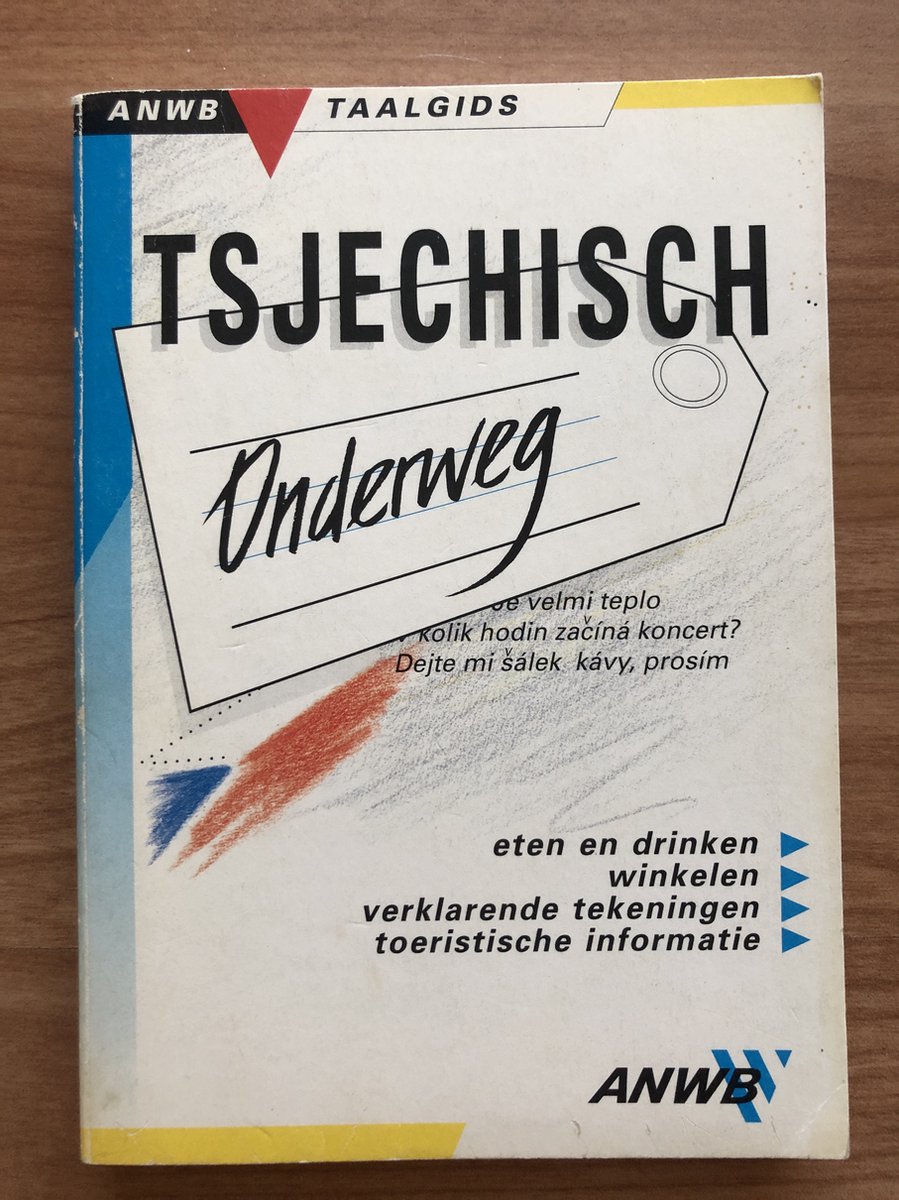 ANWB TAALGIDS
TSJECHISCH
Onderweg
Je velmi teplo
V kolik hodin začíná koncert?
Dejte mi šálek kávy, prosím
eten en drinken
winkelen
verklarende tekeningen
toeristische informatie
ANWB